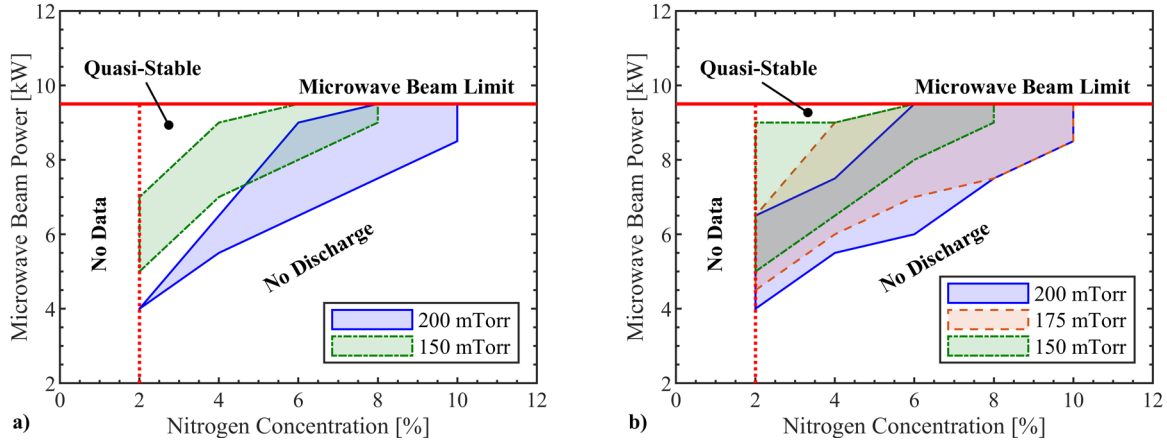 12
10
8
6
4
2
0
2
4
6
8
10
12
Microwave Beam Power [kW]
Nitrogen Concentration [%]
Quasi-Stable
Microwave Beam Limit
No Data
No Discharge
200 mTorr
150 mTorr
a)
12
10
8
6
4
2
0
2
4
6
8
10
12
Microwave Beam Power [kW]
Nitrogen Concentration [%]
Quasi-Stable
Microwave Beam Limit
No Data
No Discharge
200 mTorr
175 mTorr
150 mTorr
b)